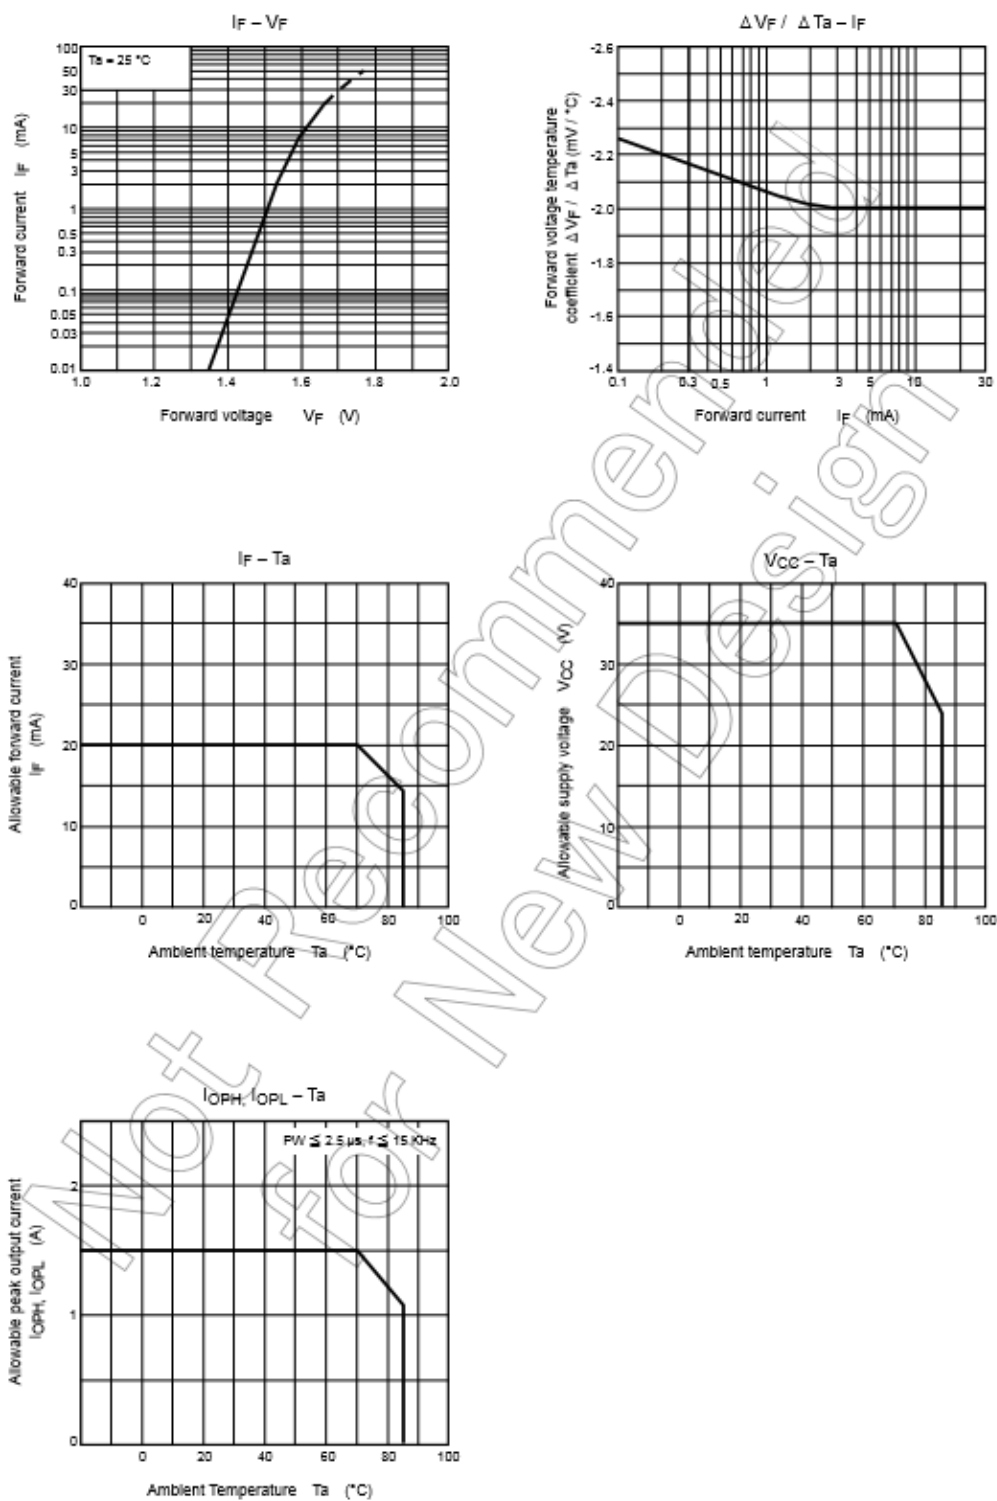 IF – VF
Ta = 25 °C
100
50
30
10
5
3
1
0.5
0.3
0.1
0.05
0.03
0.01
1.0 1.2 1.4 1.6 1.8 2.0
Forward current IF (mA)
Forward voltage VF (V)
Δ VF / Δ Ta – IF
-2.6
-2.4
-2.2
-2.0
-1.8
-1.6
-1.4
0.1 0.3 0.5 1 3 5 10 30
Forward voltage temperature
coefficient Δ VF / Δ Ta (mV / °C)
Forward current IF (mA)
IF – Ta
40
30
20
10
0
0 20 40 60 80 100
Allowable forward current
IF (mA)
Ambient temperature Ta (°C)
VCC – Ta
40
30
20
10
0
0 20 40 60 80 100
Allowable supply voltage VCC (V)
Ambient temperature Ta (°C)
IOPH, IOPL – Ta
PW ≦ 2.5 μs, f ≦ 15 KHz
2
1
0
0 20 40 60 80 100
Allowable peak output current
IOPH, IOPL (A)
Ambient Temperature Ta (°C)
Not Recommended
for New Design